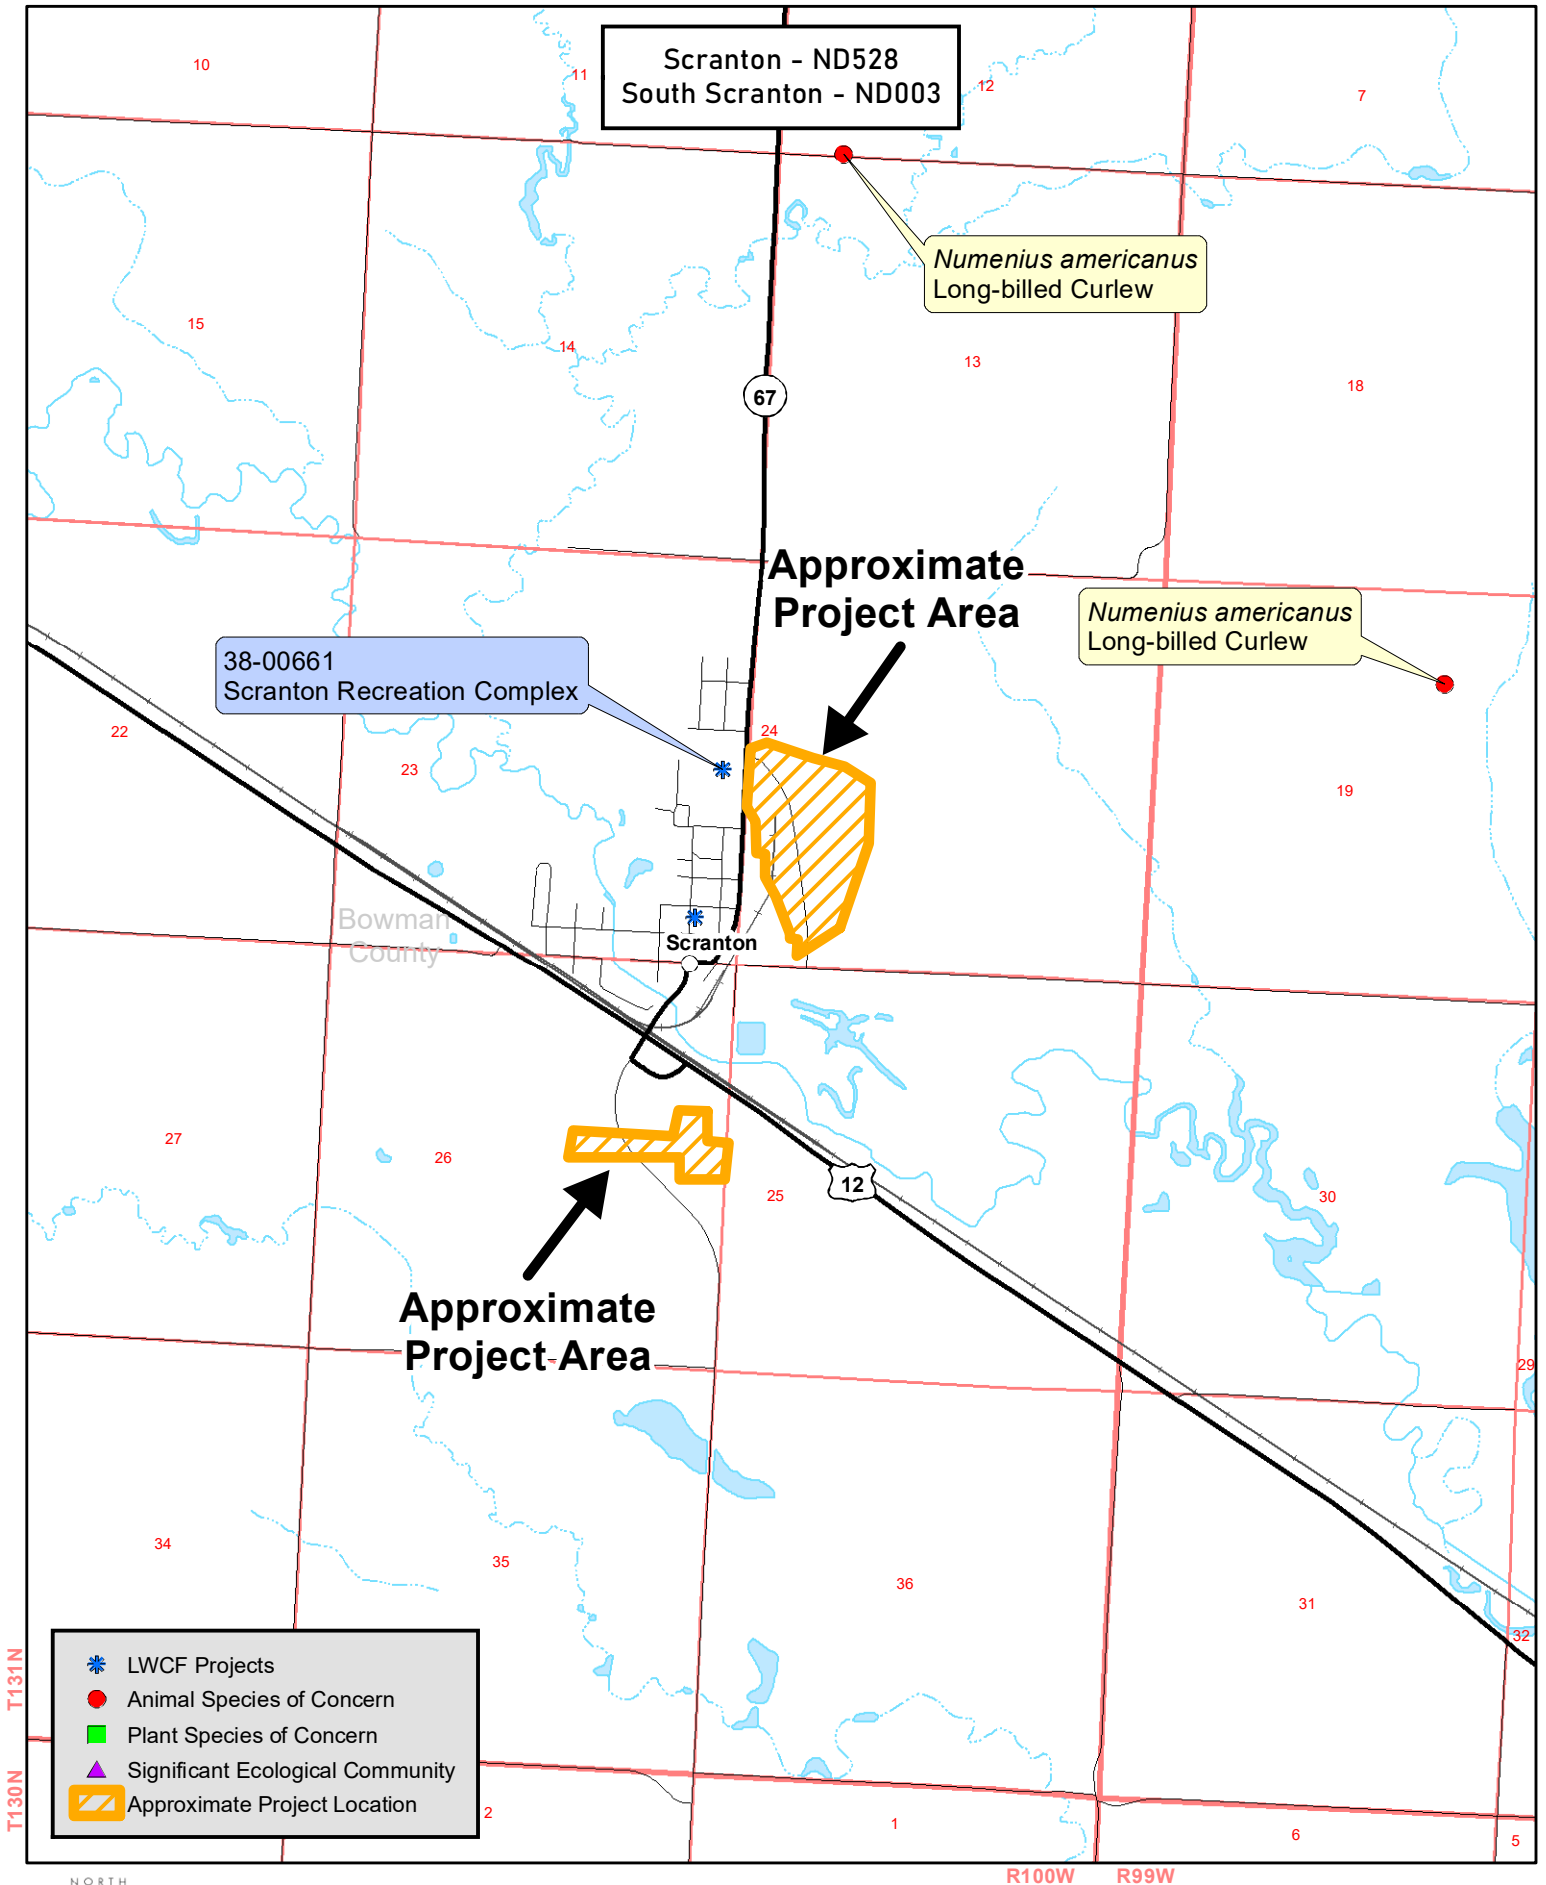 Scranton - ND528
South Scranton - ND003
10
11
12
7
Numenius americanus
Long-billed Curlew
15
14
13
18
67
Approximate
Project Area
Numenius americanus
Long-billed Curlew
38-00661
Scranton Recreation Complex
22
23
24
19
Bowman
County
Scranton
27
26
25
12
30
Approximate
Project Area
29
34
35
36
31
32
T131N
T130N
LWCF Projects
Animal Species of Concern
Plant Species of Concern
Significant Ecological Community
Approximate Project Location
2
1
6
5
R100W
R99W
NORTH